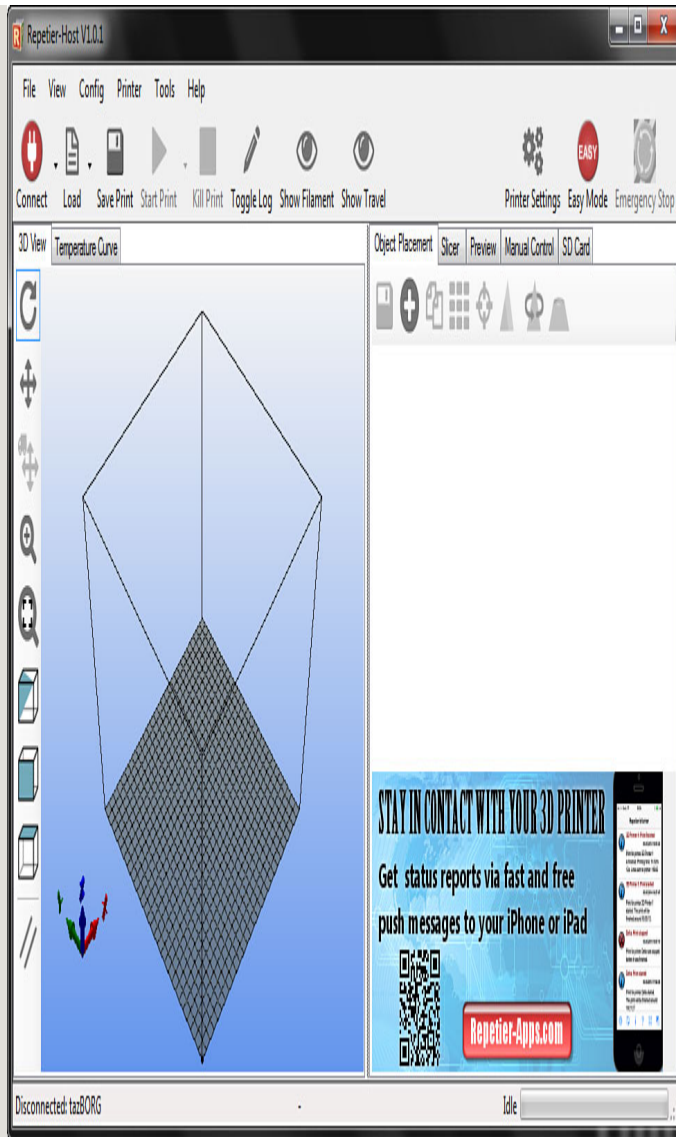 Repetier-Host V1.0.1
File View Config Printer Tools Help
Connect Load Save Print Start Print Kill Print Toggle Log Show Filament Show Travel Printer Settings EASY Easy Mode Emergency Stop
3D View Temperature Curve
Object Placement Slicer Preview Manual Control SD Card
STAY IN CONTACT WITH YOUR 3D PRINTER
Get status reports via fast and free
push messages to your iPhone or iPad
Repetier-Apps.com
Disconnected: tazBORG - Idle